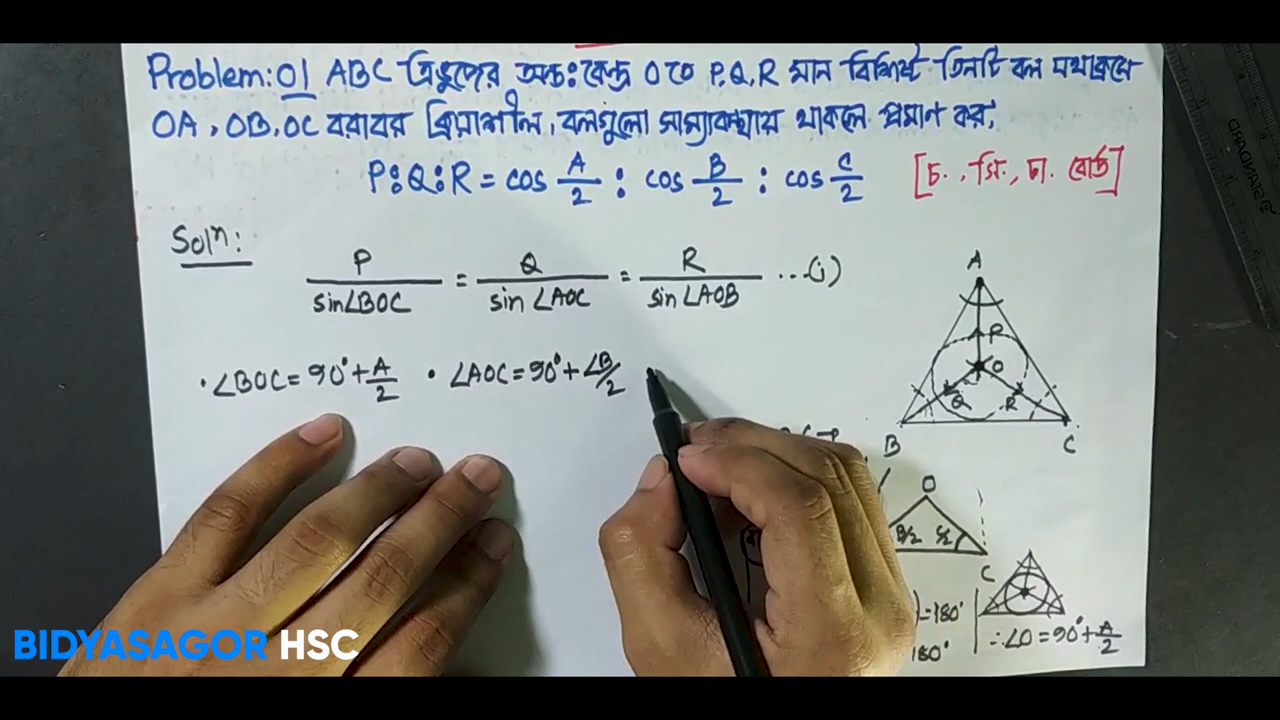 Problem: 01 ABC ত্রিভুজের অন্তঃকেন্দ্র O তে P, Q, R মান বিশিষ্ট তিনটি বল যথাক্রমে
OA, OB, OC বরাবর ক্রিয়াশীল, বলগুলো সাম্যাবস্থায় থাকলে প্রমাণ কর,
P:Q:R = cos A/2 : cos B/2 : cos C/2 [চ., সি., ঢা. বোর্ড]
Solⁿ:
P/sin∠BOC = Q/sin∠AOC = R/sin∠AOB ...(i)
• ∠BOC = 90° + A/2 • ∠AOC = 90° + ∠B/2
A
P
O
Q R
B C
O
B/2 C/2
C
)=180°
180°
∴∠O = 90° + A/2
BIDYASAGOR HSC
STANDARD